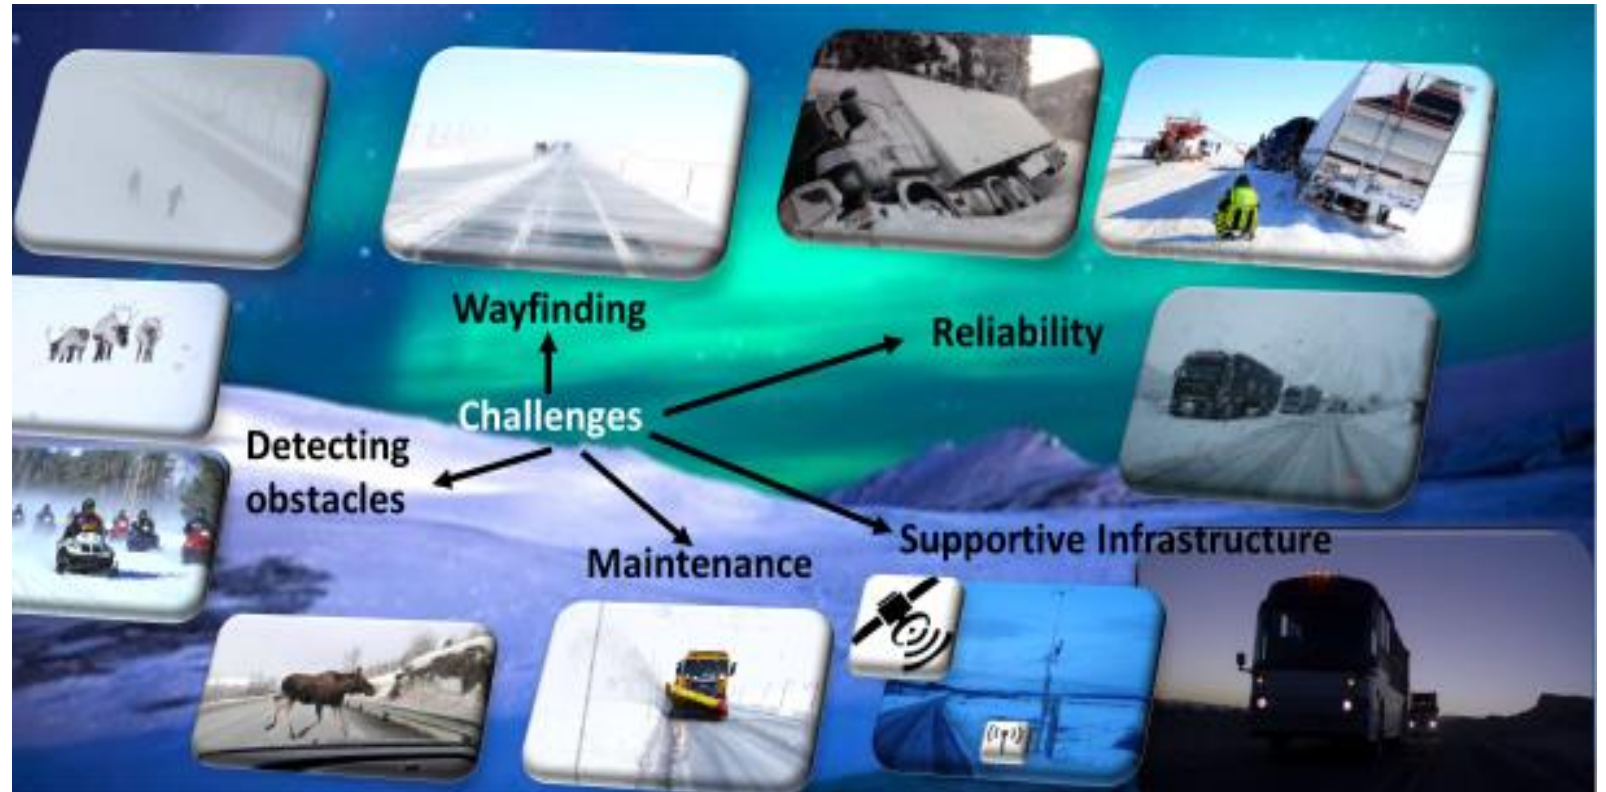 Wayfinding
Reliability
Challenges
Detecting
obstacles
Supportive Infrastructure
Maintenance